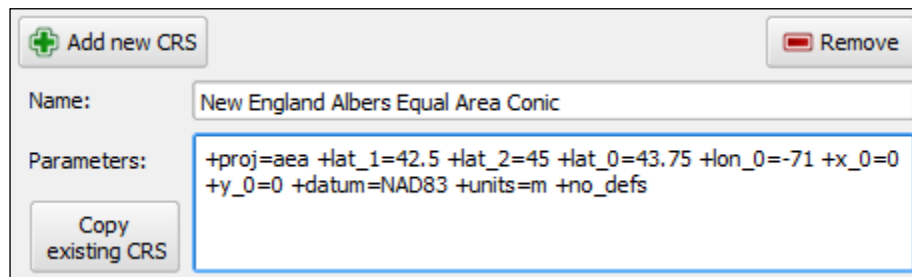 Add new CRS
Remove
Name:
New England Albers Equal Area Conic
Parameters:
+proj=aea +lat_1=42.5 +lat_2=45 +lat_0=43.75 +lon_0=-71 +x_0=0
+y_0=0 +datum=NAD83 +units=m +no_defs
Copy
existing CRS